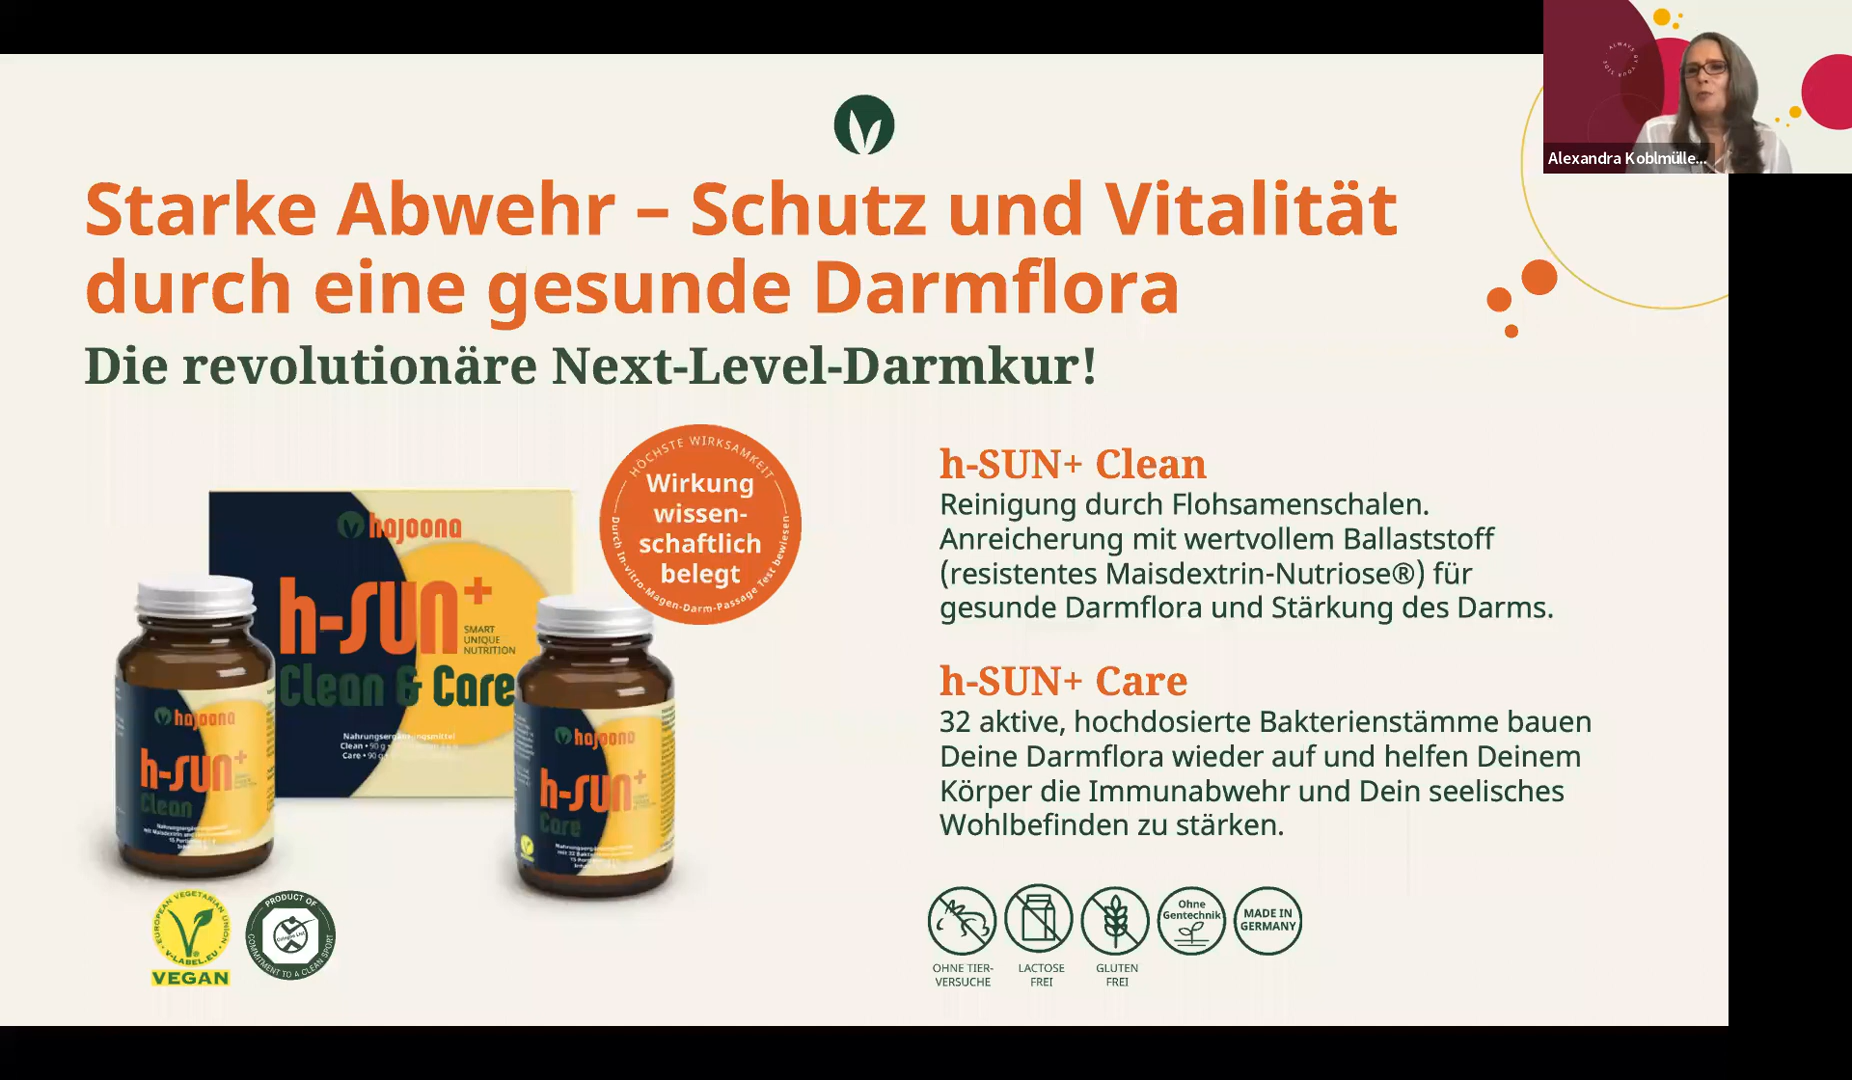 Alexandra Koblmülle...
Starke Abwehr – Schutz und Vitalität
durch eine gesunde Darmflora
Die revolutionäre Next-Level-Darmkur!
HÖCHSTE WIRKSAMKEIT
Wirkung
wissen-
schaftlich
belegt
Durch In-vitro-Magen-Darm-Passage Test bewiesen
hajoona
h-SUN+
SMART
UNIQUE
NUTRITION
Clean & Care
Nahrungsergänzungsmittel
Clean • 90 g
Care • 90 g
hajoona
h-SUN+
Clean
hajoona
h-SUN+
Care
h-SUN+ Clean
Reinigung durch Flohsamenschalen.
Anreicherung mit wertvollem Ballaststoff
(resistentes Maisdextrin-Nutriose®) für
gesunde Darmflora und Stärkung des Darms.
h-SUN+ Care
32 aktive, hochdosierte Bakterienstämme bauen
Deine Darmflora wieder auf und helfen Deinem
Körper die Immunabwehr und Dein seelisches
Wohlbefinden zu stärken.
EUROPEAN VEGETARIAN UNION
V-LABEL.EU
VEGAN
PRODUCT OF
COMMITMENT TO A CLEAN SPORT
OHNE TIER-
VERSUCHE
LACTOSE
FREI
GLUTEN
FREI
Ohne
Gentechnik
MADE IN
GERMANY